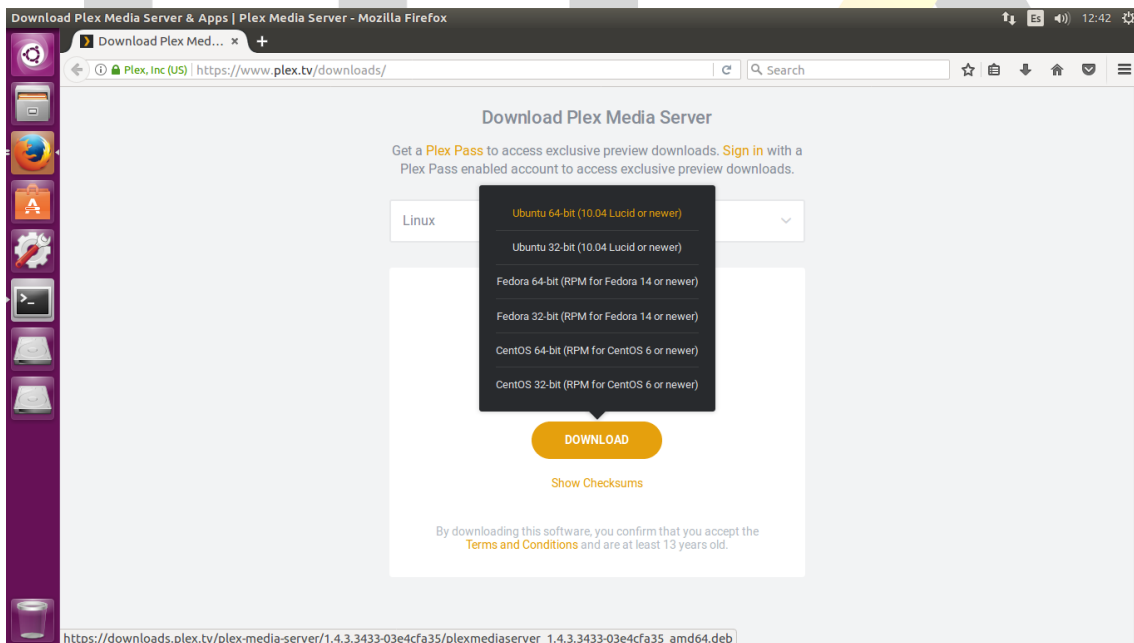 Download Plex Media Server & Apps | Plex Media Server - Mozilla Firefox
Es
12:42
Download Plex Med... ×
+
Plex, Inc (US) | https://www.plex.tv/downloads/
Search
Download Plex Media Server
Get a Plex Pass to access exclusive preview downloads. Sign in with a
Plex Pass enabled account to access exclusive preview downloads.
Linux
Ubuntu 64-bit (10.04 Lucid or newer)
Ubuntu 32-bit (10.04 Lucid or newer)
Fedora 64-bit (RPM for Fedora 14 or newer)
Fedora 32-bit (RPM for Fedora 14 or newer)
CentOS 64-bit (RPM for CentOS 6 or newer)
CentOS 32-bit (RPM for CentOS 6 or newer)
DOWNLOAD
Show Checksums
By downloading this software, you confirm that you accept the
Terms and Conditions and are at least 13 years old.
https://downloads.plex.tv/plex-media-server/1.4.3.3433-03e4cfa35/plexmediaserver_1.4.3.3433-03e4cfa35_amd64.deb